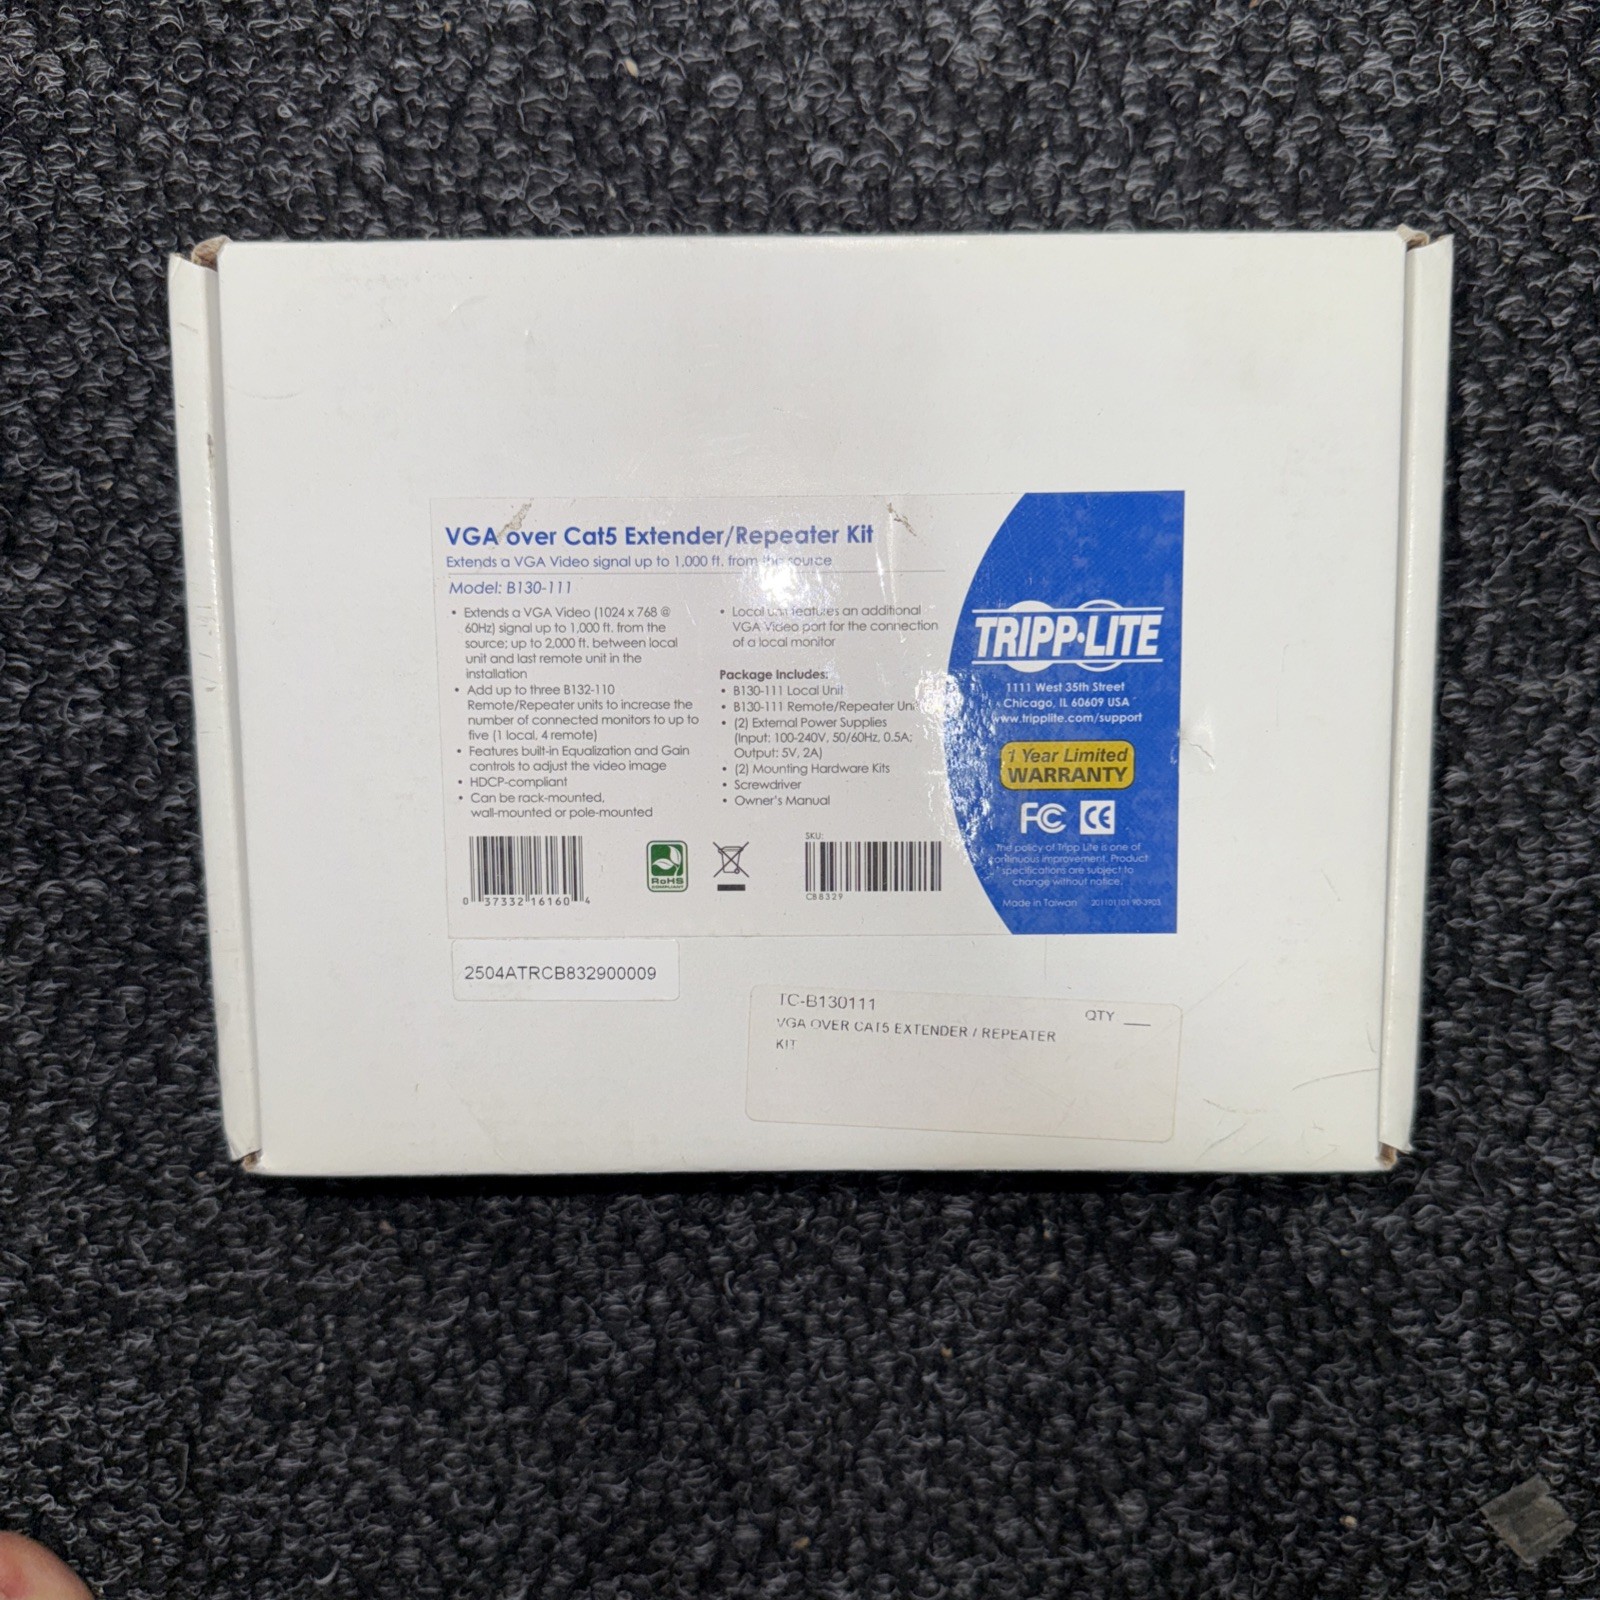 VGA over Cat5 Extender/Repeater Kit
Extends a VGA Video signal up to 1,000 ft. from the source
Model: B130-111
• Extends a VGA Video (1024 x 768 @
60Hz) signal up to 1,000 ft. from the
source; up to 2,000 ft. between local
unit and last remote unit in the
installation
• Add up to three B132-110
Remote/Repeater units to increase the
number of connected monitors to up to
five (1 local, 4 remote)
• Features built-in Equalization and Gain
controls to adjust the video image
• HDCP-compliant
• Can be rack-mounted,
wall-mounted or pole-mounted
• Local unit features an additional
VGA Video port for the connection
of a local monitor
Package Includes:
• B130-111 Local Unit
• B130-111 Remote/Repeater Uni
• (2) External Power Supplies
(Input: 100-240V, 50/60Hz, 0.5A;
Output: 5V, 2A)
• (2) Mounting Hardware Kits
• Screwdriver
• Owner's Manual
0 37332 16160 4
RoHS
COMPLIANT
SKU:
CB8329
TRIPP·LITE
1111 West 35th Street
Chicago, IL 60609 USA
www.tripplite.com/support
1 Year Limited
WARRANTY
FC CE
The policy of Tripp Lite is one of
continuous improvement. Product
specifications are subject to
change without notice.
Made in Taiwan 201101101 90-3903
2504ATRCB832900009
TC-B130111
QTY ___
VGA OVER CAT5 EXTENDER / REPEATER
KIT